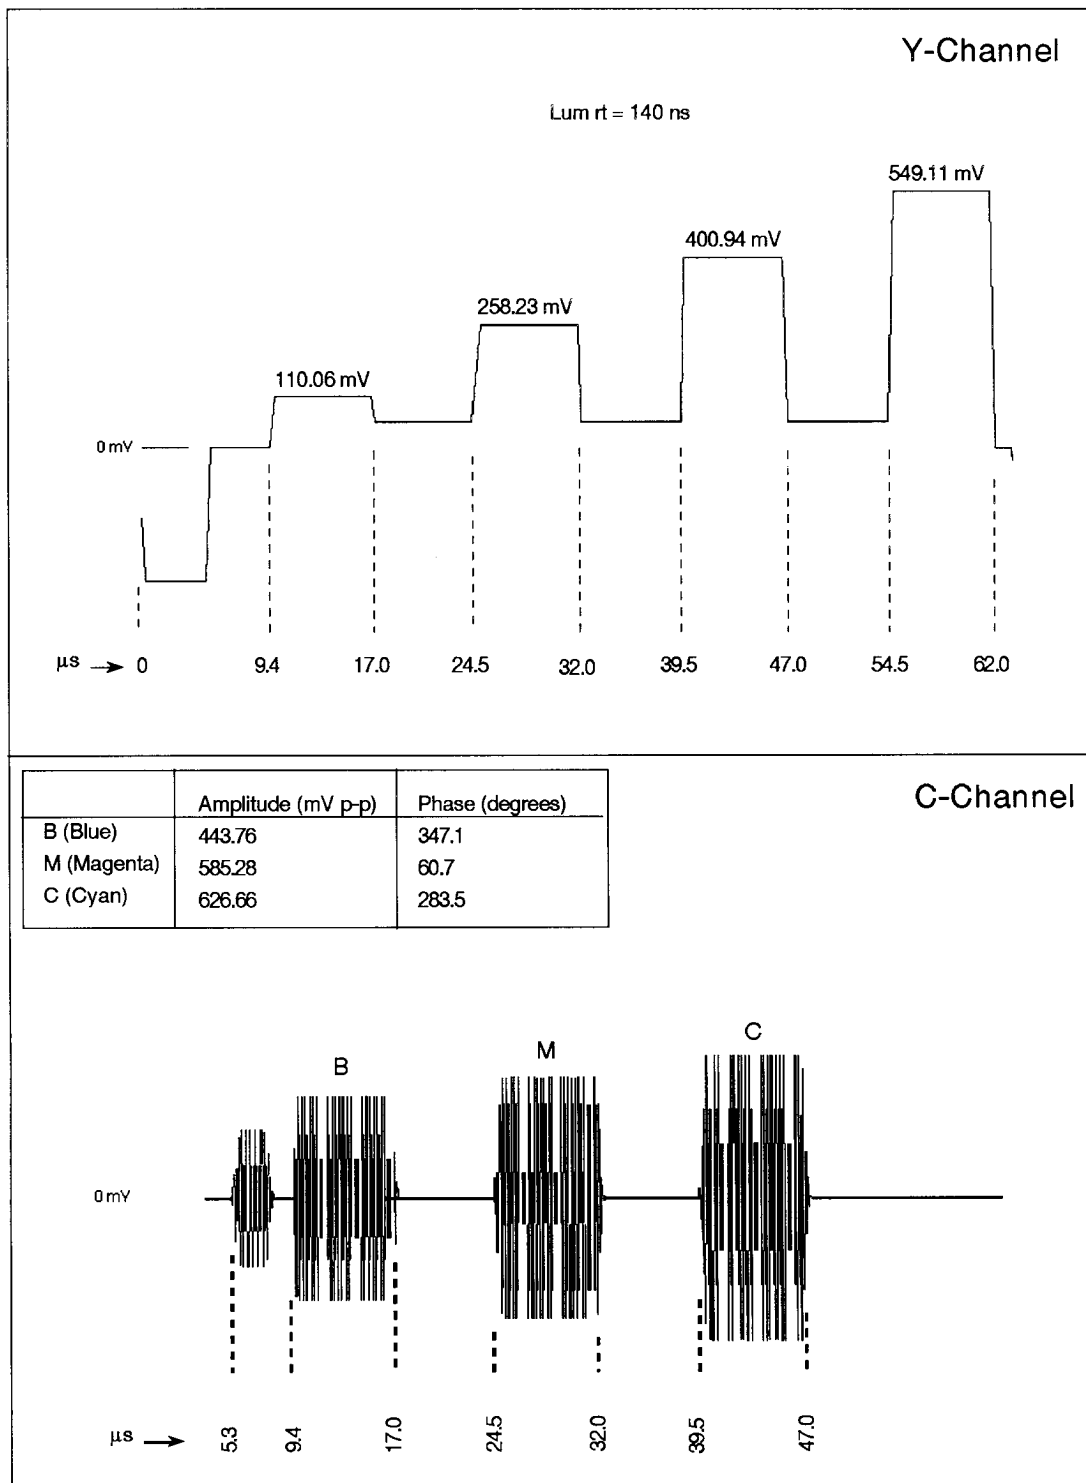 Y-Channel
Lum rt = 140 ns
549.11 mV
400.94 mV
258.23 mV
110.06 mV
0 mV
µs → 0 9.4 17.0 24.5 32.0 39.5 47.0 54.5 62.0
C-Channel
Amplitude (mV p-p) Phase (degrees)
B (Blue) 443.76 347.1
M (Magenta) 585.28 60.7
C (Cyan) 626.66 283.5
C
M
B
0 mV
µs → 5.3 9.4 17.0 24.5 32.0 39.5 47.0